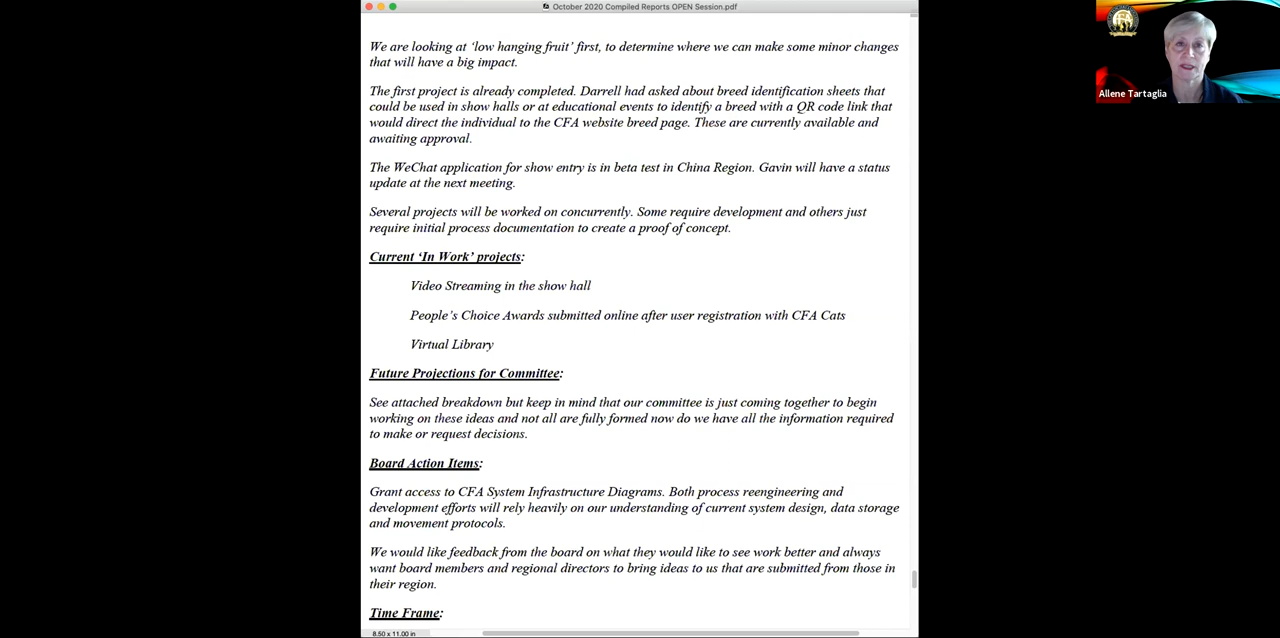 October 2020 Compiled Reports OPEN Session.pdf
We are looking at 'low hanging fruit' first, to determine where we can make some minor changes
that will have a big impact.
The first project is already completed. Darrell had asked about breed identification sheets that
could be used in show halls or at educational events to identify a breed with a QR code link that
would direct the individual to the CFA website breed page. These are currently available and
awaiting approval.
The WeChat application for show entry is in beta test in China Region. Gavin will have a status
update at the next meeting.
Several projects will be worked on concurrently. Some require development and others just
require initial process documentation to create a proof of concept.
Current 'In Work' projects:
Video Streaming in the show hall
People's Choice Awards submitted online after user registration with CFA Cats
Virtual Library
Future Projections for Committee:
See attached breakdown but keep in mind that our committee is just coming together to begin
working on these ideas and not all are fully formed now do we have all the information required
to make or request decisions.
Board Action Items:
Grant access to CFA System Infrastructure Diagrams. Both process reengineering and
development efforts will rely heavily on our understanding of current system design, data storage
and movement protocols.
We would like feedback from the board on what they would like to see work better and always
want board members and regional directors to bring ideas to us that are submitted from those in
their region.
Time Frame:
8.50 x 11.00 in
Allene Tartaglia